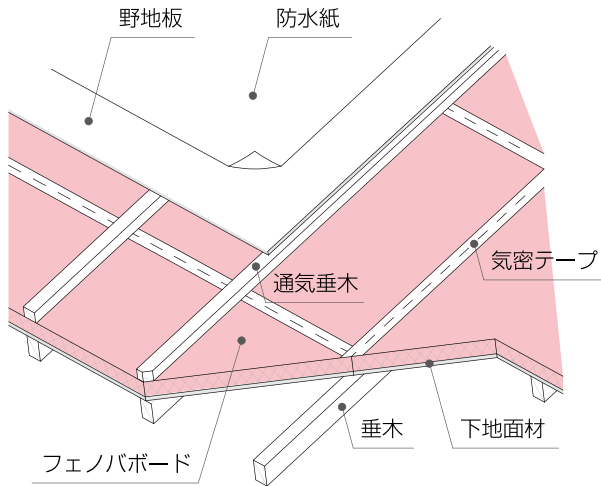 野地板
防水紙
気密テープ
通気垂木
垂木
下地面材
フェノバボード